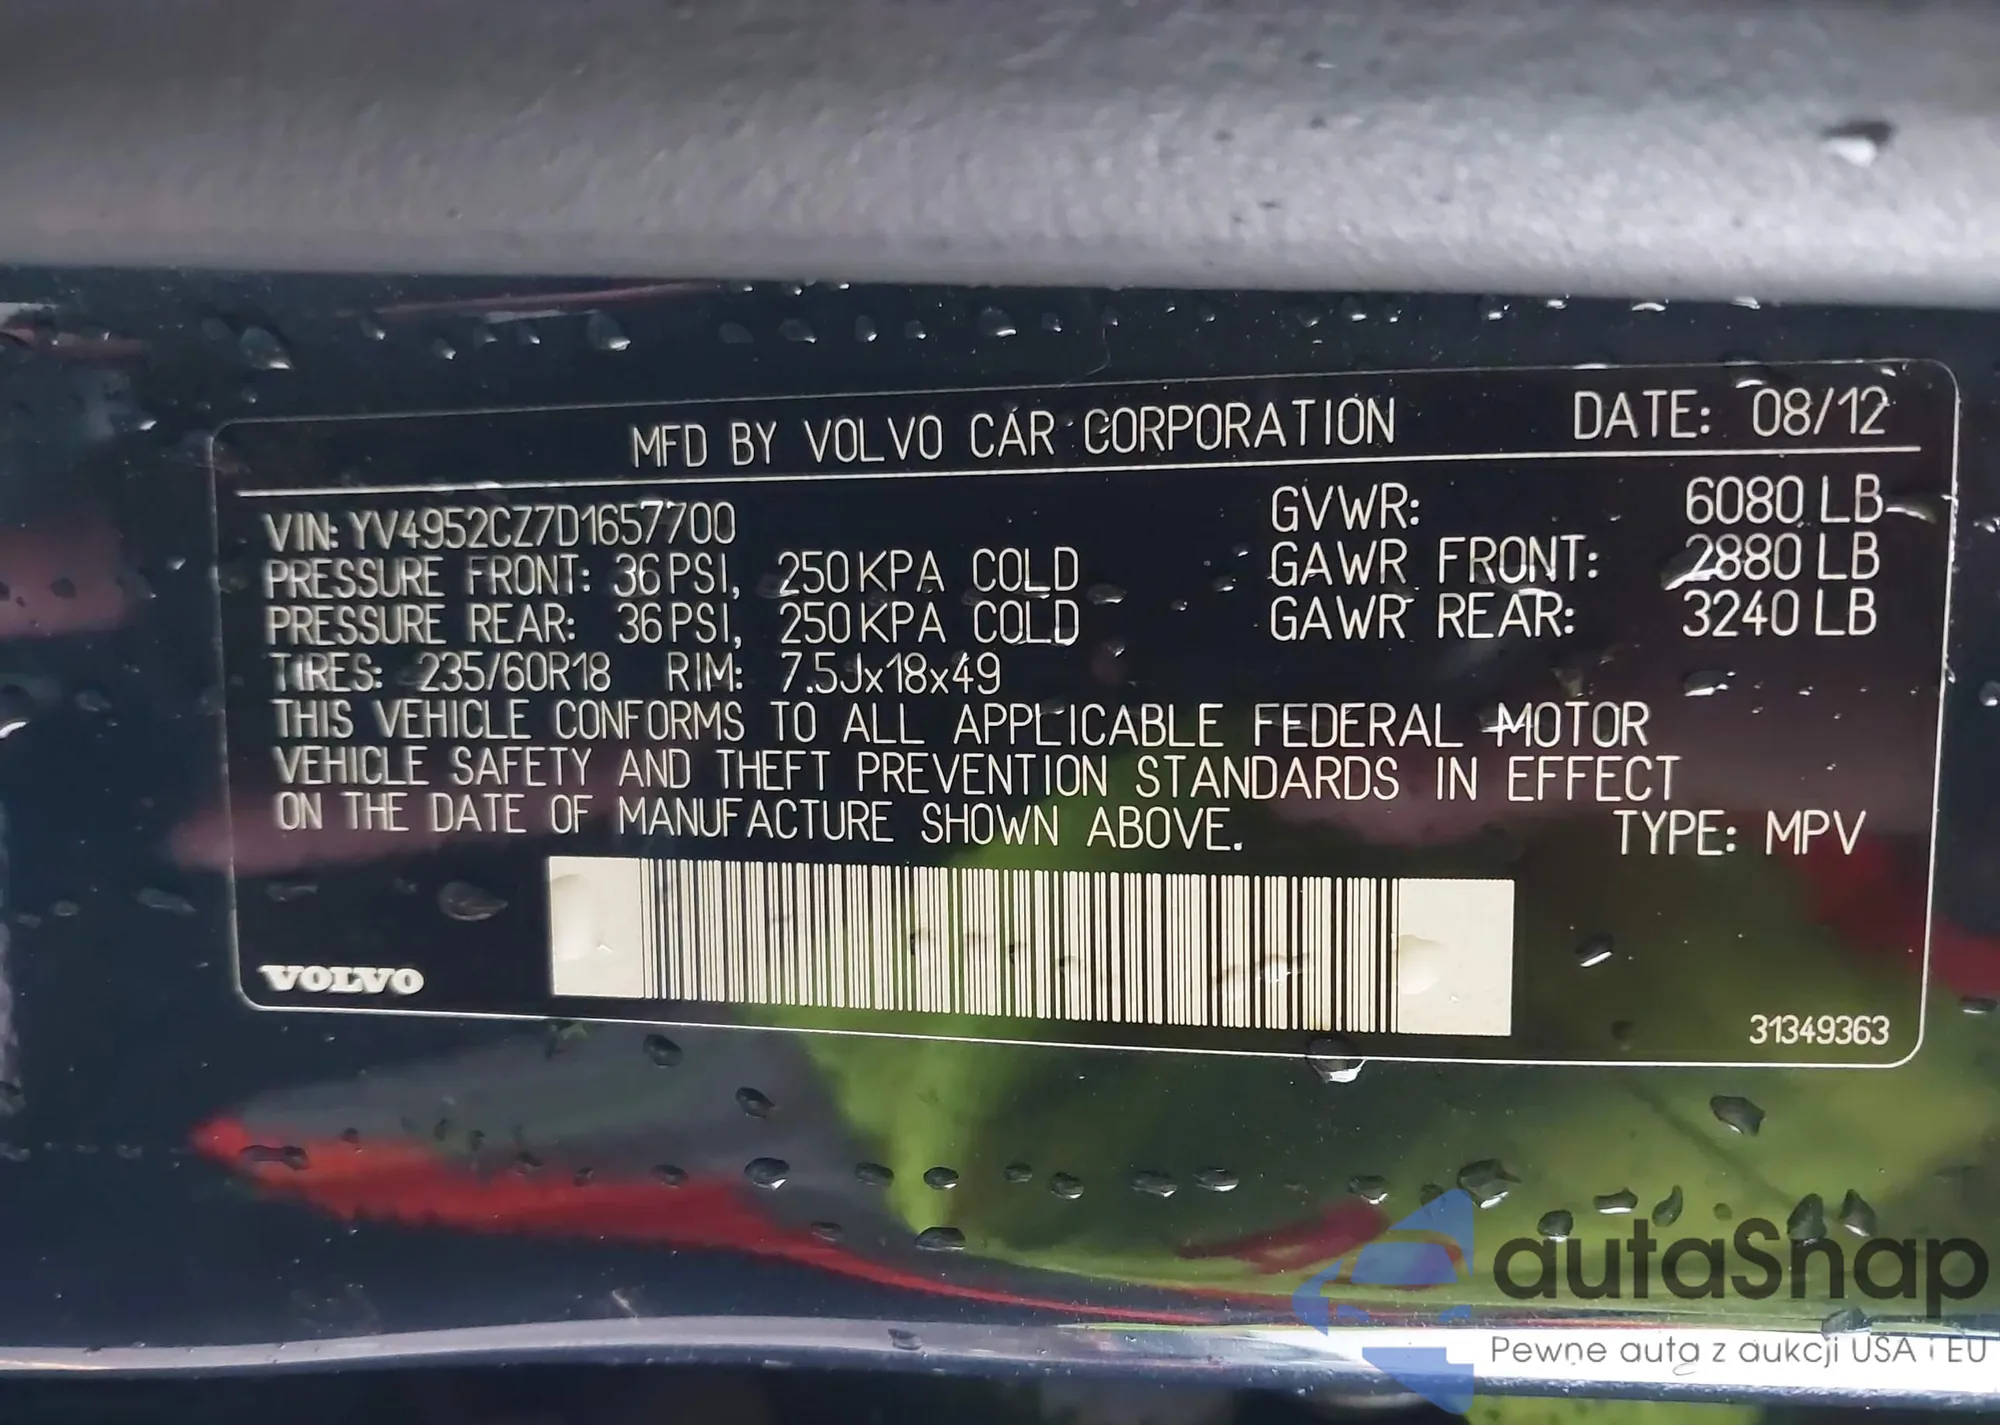 MFD BY VOLVO CAR CORPORATION DATE: 08/12
VIN: YV4952CZ7D1657700 GVWR: 6080 LB
PRESSURE FRONT: 36 PSI, 250 KPA COLD GAWR FRONT: 2880 LB
PRESSURE REAR: 36 PSI, 250 KPA COLD GAWR REAR: 3240 LB
TIRES: 235/60R18 RIM: 7.5Jx18x49
THIS VEHICLE CONFORMS TO ALL APPLICABLE FEDERAL MOTOR
VEHICLE SAFETY AND THEFT PREVENTION STANDARDS IN EFFECT
ON THE DATE OF MANUFACTURE SHOWN ABOVE. TYPE: MPV
VOLVO
31349363
autaSnap
Pewne auta z aukcji USA i EU